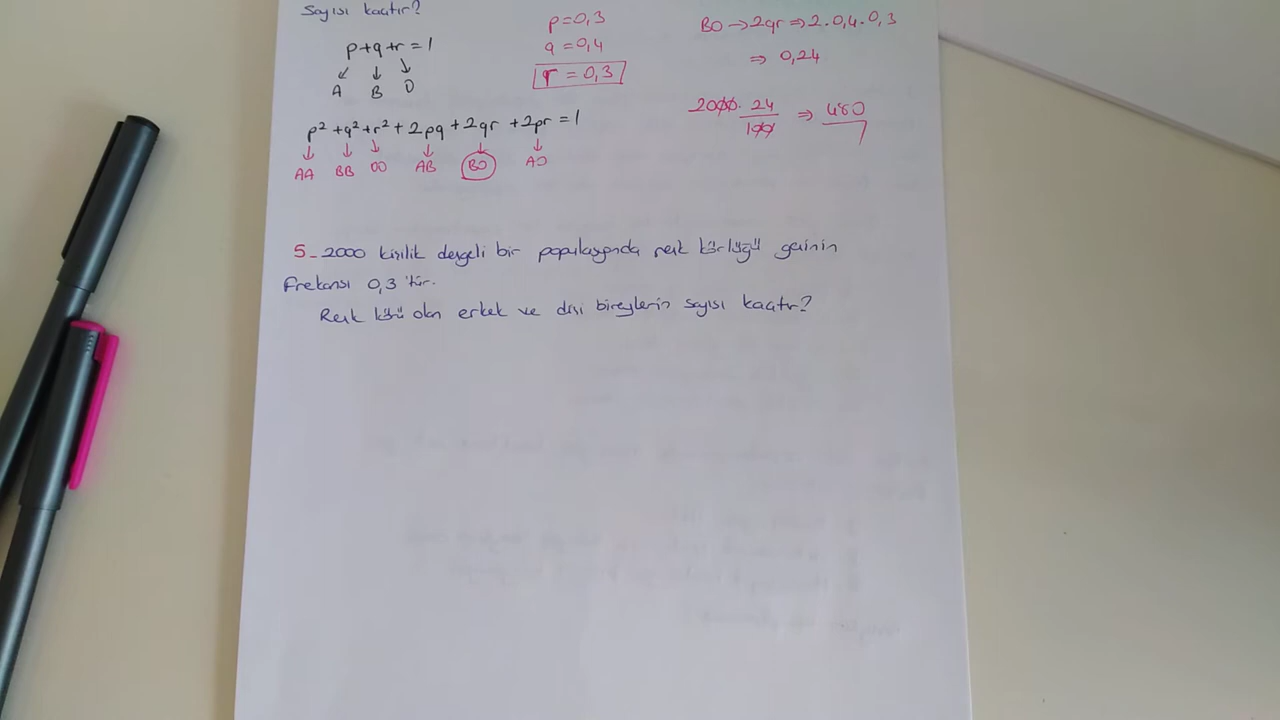 Sayısı kaçtır?
p+q+r=1
A B O
p²+q²+r²+2pq+2qr+2pr=1
AA BB OO AB BO AO
p=0,3
q=0,4
r=0,3
BO→2qr⇒2.0,4.0,3
⇒ 0,24
2000. 24/100 ⇒ 480
5_2000 kişilik dengeli bir populasyonda renk körlüğü geninin
frekansı 0,3'tür.
Renk körü olan erkek ve dişi bireylerin sayısı kaçtır?